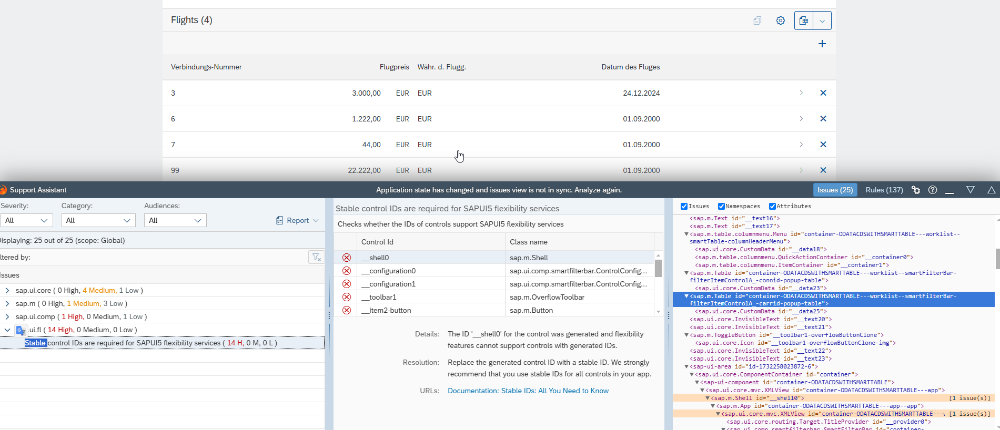 Flights (4)
Verbindungs-Nummer Flugpreis Währ. d. Flugg. Datum des Fluges
3 3.000,00 EUR EUR 24.12.2024
6 1.222,00 EUR EUR 01.09.2000
7 44,00 EUR EUR 01.09.2000
99 22.222,00 EUR EUR 01.09.2000
Support Assistant Application state has changed and issues view is not in sync. Analyze again. Issues (25) Rules (137)
Severity: Category: Audiences:
All All All Report
Displaying: 25 out of 25 (scope: Global)
ltered by:
ssues
sap.ui.core ( 0 High, 4 Medium, 1 Low )
sap.m ( 0 High, 1 Medium, 3 Low )
sap.ui.comp ( 1 High, 0 Medium, 1 Low )
.ui.fl ( 14 High, 0 Medium, 0 Low )
Stable control IDs are required for SAPUI5 flexibility services ( 14 H, 0 M, 0 L )
Stable control IDs are required for SAPUI5 flexibility services
Checks whether the IDs of controls support SAPUI5 flexibility services
Control Id Class name
__shell0 sap.m.Shell
__configuration0 sap.ui.comp.smartfilterbar.ControlConfig...
__configuration1 sap.ui.comp.smartfilterbar.ControlConfig...
__toolbar1 sap.m.OverflowToolbar
__item2-button sap.m.Button
Details: The ID '__shell0' for the control was generated and flexibility
features cannot support controls with generated IDs.
Resolution: Replace the generated control ID with a stable ID. We strongly
recommend that you use stable IDs for all controls in your app.
URLs: Documentation: Stable IDs: All You Need to Know
Issues Namespaces Attributes
<sap.m.Text id="__text16">
<sap.m.Text id="__text17">
<sap.m.table.columnmenu.Menu id="container-ODATACDSWITHSMARTTABLE---worklist--
smartTable-columnHeaderMenu">
<sap.ui.core.CustomData id="__data18">
<sap.m.table.columnmenu.QuickActionContainer id="__container0">
<sap.m.table.columnmenu.ItemContainer id="__container1">
<sap.m.Table id="container-ODATACDSWITHSMARTTABLE---worklist--smartFilterBar-
filterItemControlA_-connid-popup-table">
<sap.ui.core.CustomData id="__data23">
<sap.m.Table id="container-ODATACDSWITHSMARTTABLE---worklist--smartFilterBar-
filterItemControlA_-carrid-popup-table">
<sap.ui.core.CustomData id="__data25">
<sap.ui.core.InvisibleText id="__text20">
<sap.ui.core.InvisibleText id="__text21">
<sap.m.ToggleButton id="__toolbar1-overflowButtonClone">
<sap.ui.core.Icon id="__toolbar1-overflowButtonClone-img">
<sap.ui.core.InvisibleText id="__text22">
<sap.ui.core.InvisibleText id="__text23">
<sap-ui-area id="id-1732258023872-6">
<sap.ui.core.ComponentContainer id="container">
<sap-ui-component id="container-ODATACDSWITHSMARTTABLE">
<sap.ui.core.mvc.XMLView id="container-ODATACDSWITHSMARTTABLE---app">
<sap.m.Shell id="__shell0"> [1 issue(s)]
<sap.m.App id="container-ODATACDSWITHSMARTTABLE---app--app">
<sap.ui.core.mvc.XMLView id="container-ODATACDSWITHSMARTTABLE--- [1 issue(s)]
<sap.ui.core.routing.Target.TitleProvider id="__provider0">
<sap.ui.comp.smartfilterbar.SmartFilterBar id="container-